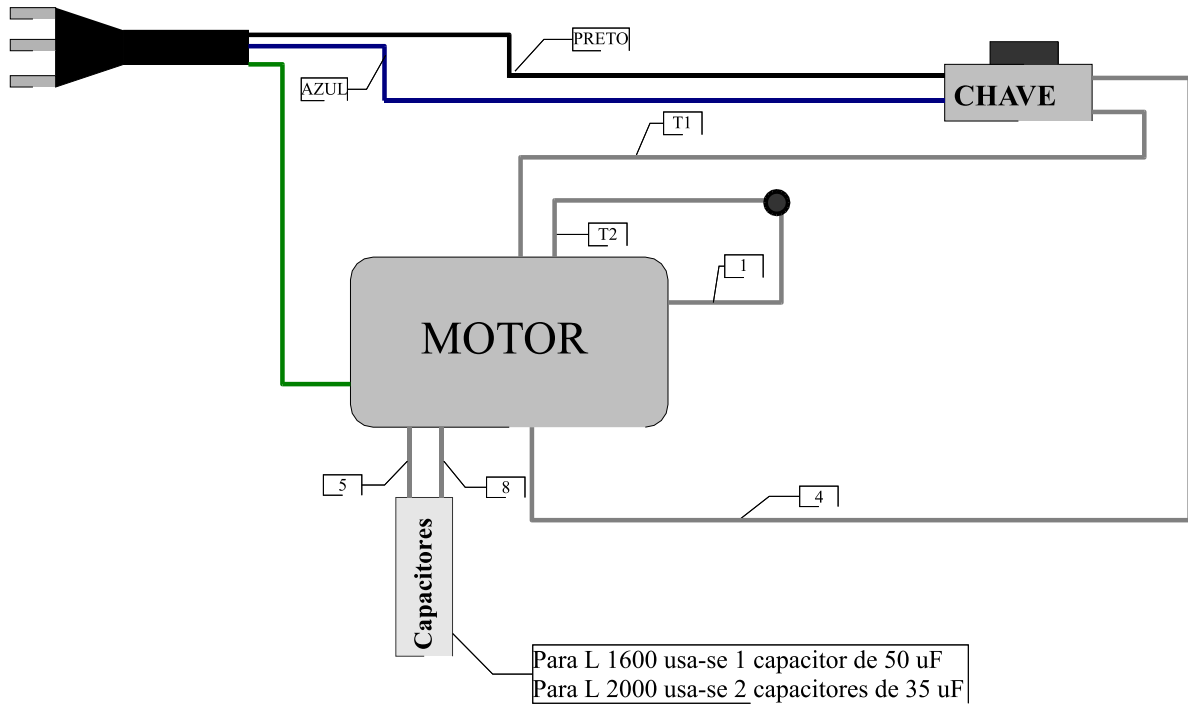 PRETO
AZUL
CHAVE
T1
T2
1
MOTOR
5
8
4
Capacitores
Para L 1600 usa-se 1 capacitor de 50 uF
Para L 2000 usa-se 2 capacitores de 35 uF